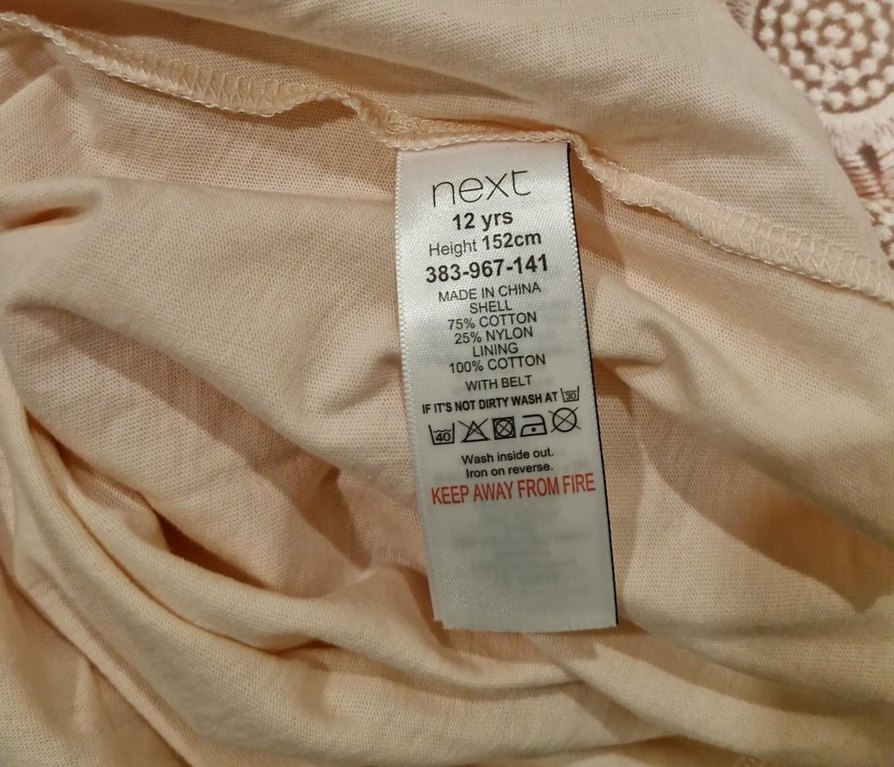 next
12 yrs
Height 152cm
383-967-141
MADE IN CHINA
SHELL
75% COTTON
25% NYLON
LINING
100% COTTON
WITH BELT
IF IT'S NOT DIRTY WASH AT 30
40
Wash inside out.
Iron on reverse.
KEEP AWAY FROM FIRE